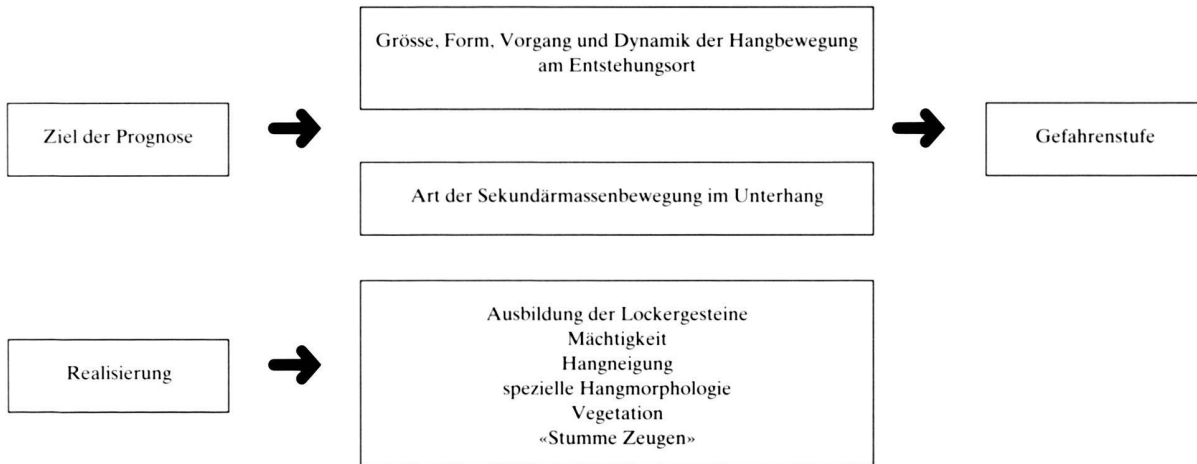 Grösse, Form, Vorgang und Dynamik der Hangbewegung
am Entstehungsort
Ziel der Prognose
Gefahrenstufe
Art der Sekundärmassenbewegung im Unterhang
Realisierung
Ausbildung der Lockergesteine
Mächtigkeit
Hangneigung
spezielle Hangmorphologie
Vegetation
«Stumme Zeugen»